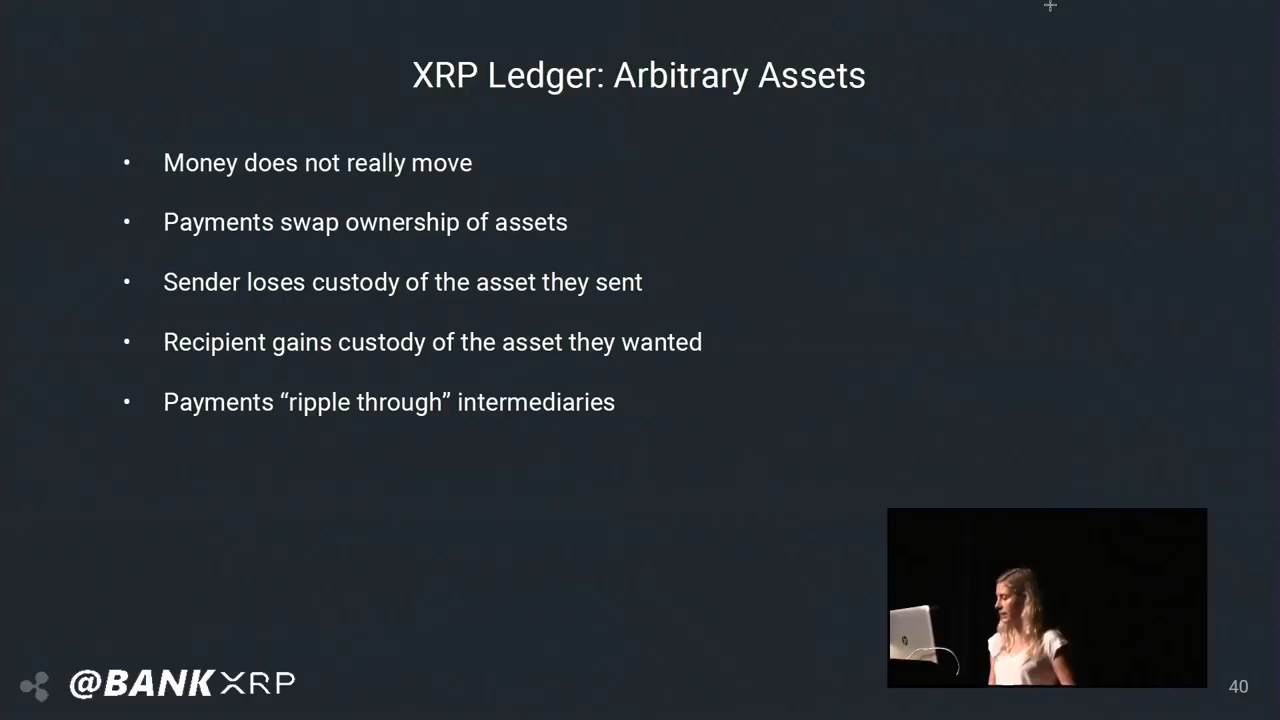 XRP Ledger: Arbitrary Assets
• Money does not really move
• Payments swap ownership of assets
• Sender loses custody of the asset they sent
• Recipient gains custody of the asset they wanted
• Payments “ripple through” intermediaries
@BANKXRP
hp
40